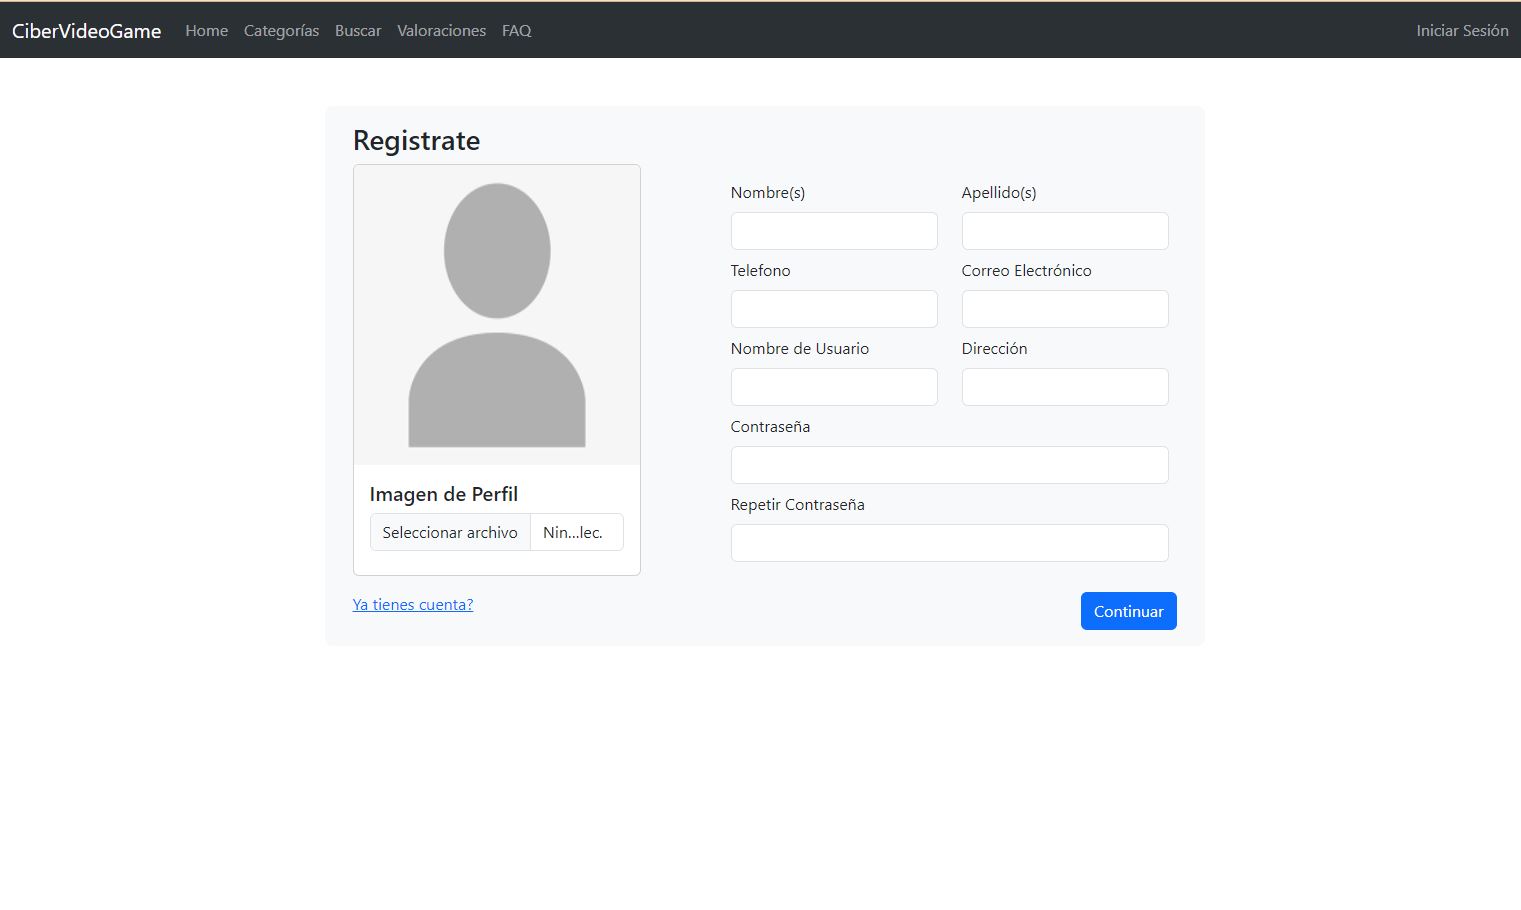 CiberVideoGame Home Categorías Buscar Valoraciones FAQ Iniciar Sesión
Registrate
Nombre(s) Apellido(s)
Telefono Correo Electrónico
Nombre de Usuario Dirección
Contraseña
Repetir Contraseña
Imagen de Perfil
Seleccionar archivo Nin...lec.
Ya tienes cuenta?
Continuar